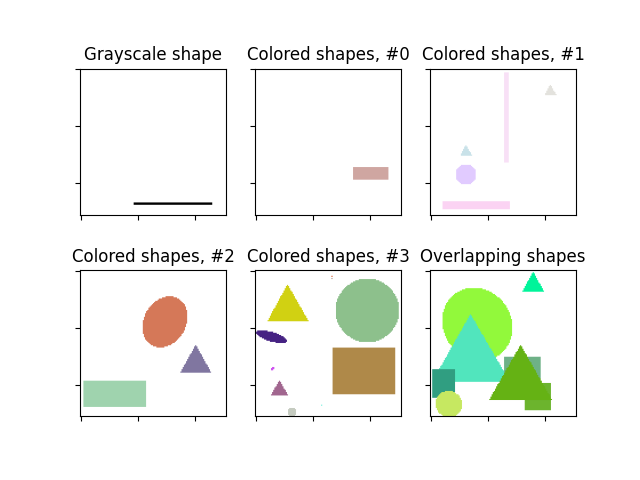 Grayscale shape
Colored shapes, #0
Colored shapes, #1
Colored shapes, #2
Colored shapes, #3
Overlapping shapes